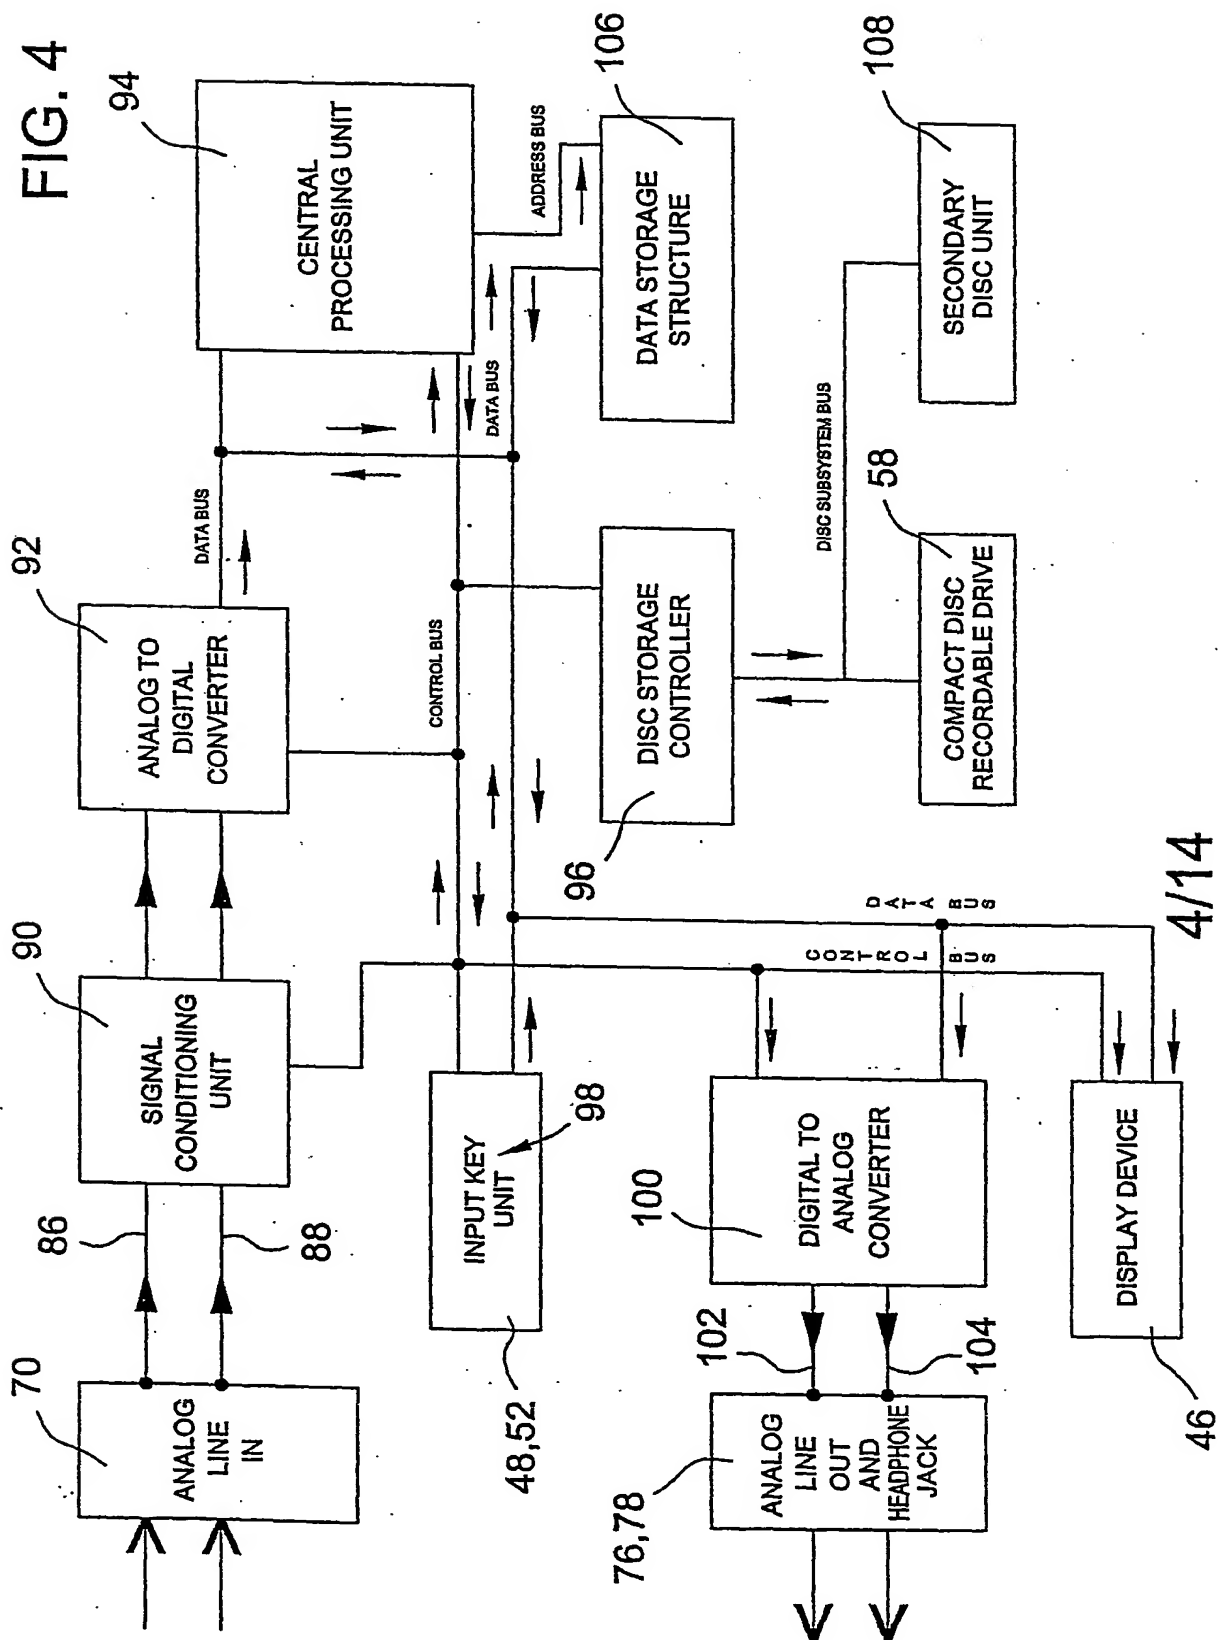 FIG. 4
70
ANALOG
LINE
IN
86
88
90
SIGNAL
CONDITIONING
UNIT
92
ANALOG TO
DIGITAL
CONVERTER
DATA BUS
94
CENTRAL
PROCESSING UNIT
CONTROL BUS
DATA BUS
ADDRESS BUS
INPUT KEY
UNIT
98
48,52
96
DISC STORAGE
CONTROLLER
106
DATA STORAGE
STRUCTURE
76,78
ANALOG
LINE
OUT
AND
HEADPHONE
JACK
102
104
100
DIGITAL TO
ANALOG
CONVERTER
CONTROL BUS
DATA BUS
DISC SUBSYSTEM BUS
58
COMPACT DISC
RECORDABLE DRIVE
108
SECONDARY
DISC UNIT
46
DISPLAY DEVICE
4/14